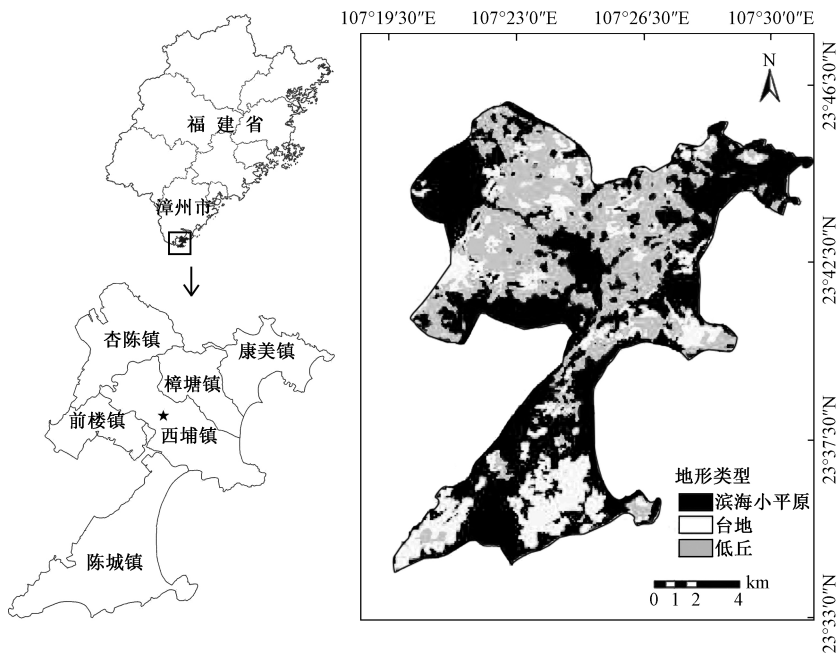 107°19′30″E 107°23′0″E 107°26′30″E 107°30′0″E
福建省
漳州市
杏陈镇
康美镇
樟塘镇
前楼镇
西埔镇
陈城镇
N
23°46′30″N
23°42′30″N
23°37′30″N
23°33′0″N
地形类型
滨海小平原
台地
低丘
km
0 1 2 4